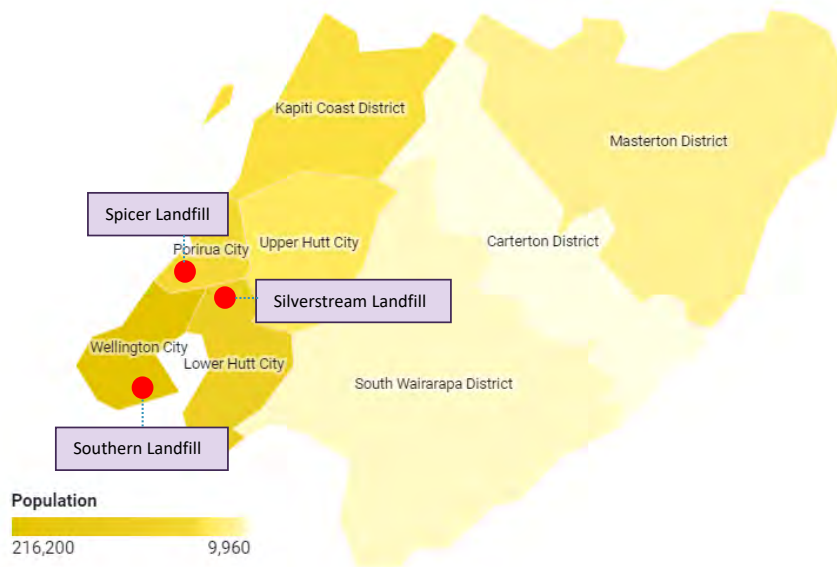 Kapiti Coast District
Masterton District
Spicer Landfill
Porirua City
Upper Hutt City
Carterton District
Silverstream Landfill
Wellington City
Lower Hutt City
South Wairarapa District
Southern Landfill
Population
216,200 9,960